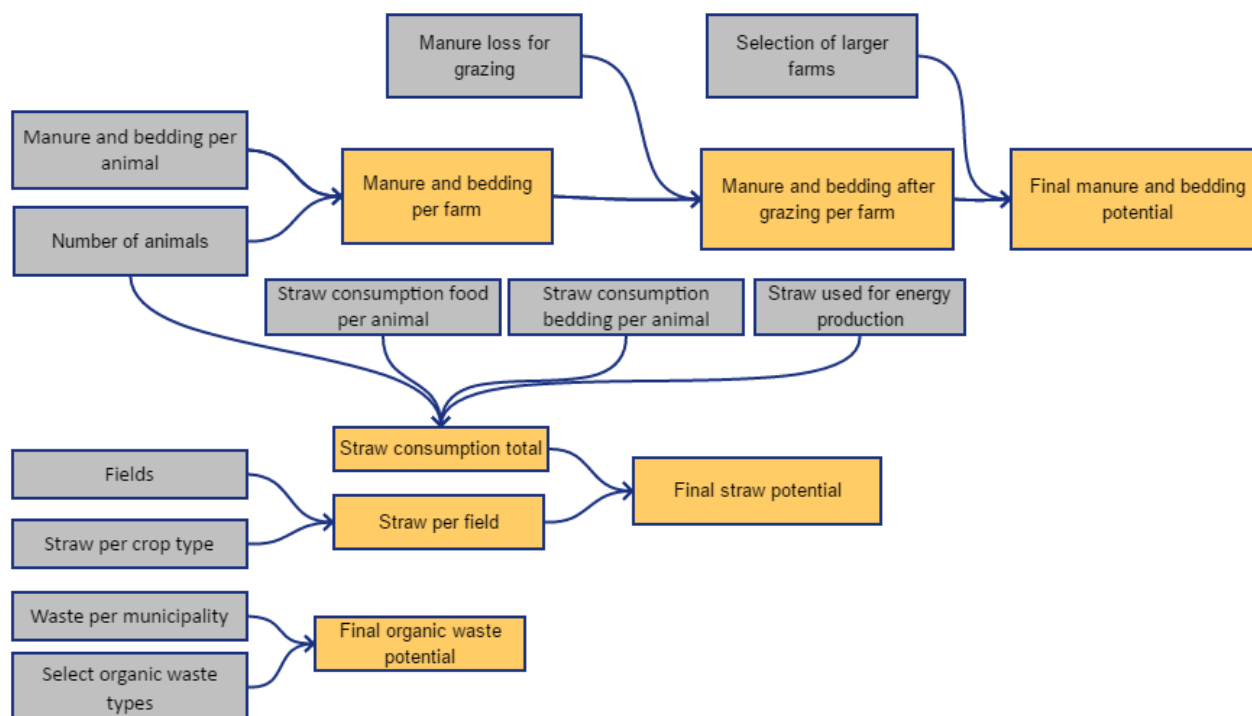 Manure loss for
grazing
Selection of larger
farms
Manure and bedding per
animal
Manure and bedding
per farm
Manure and bedding after
grazing per farm
Final manure and bedding
potential
Number of animals
Straw consumption food
per animal
Straw consumption
bedding per animal
Straw used for energy
production
Straw consumption total
Fields
Final straw potential
Straw per field
Straw per crop type
Waste per municipality
Final organic waste
potential
Select organic waste
types